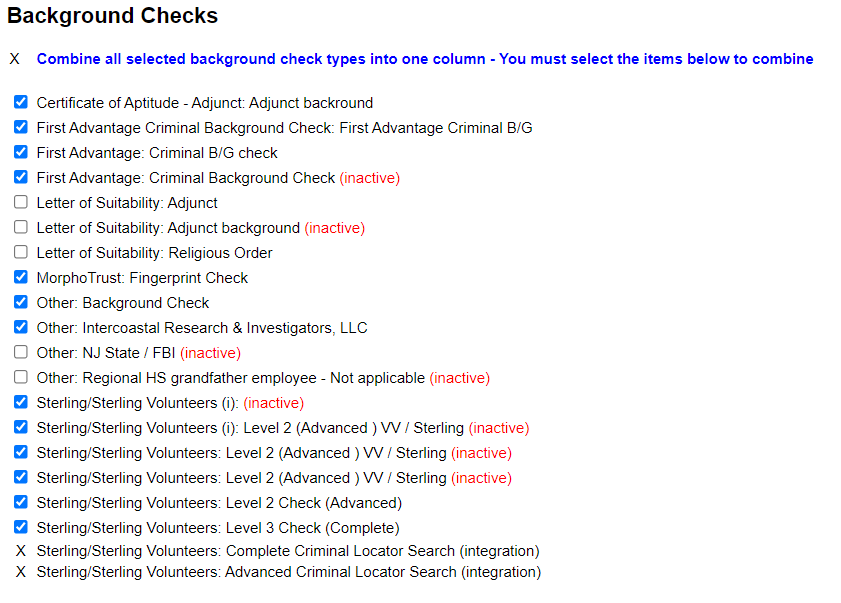 Background Checks
X Combine all selected background check types into one column - You must select the items below to combine
Certificate of Aptitude - Adjunct: Adjunct backround
First Advantage Criminal Background Check: First Advantage Criminal B/G
First Advantage: Criminal B/G check
First Advantage: Criminal Background Check (inactive)
Letter of Suitability: Adjunct
Letter of Suitability: Adjunct background (inactive)
Letter of Suitability: Religious Order
MorphoTrust: Fingerprint Check
Other: Background Check
Other: Intercoastal Research & Investigators, LLC
Other: NJ State / FBI (inactive)
Other: Regional HS grandfather employee - Not applicable (inactive)
Sterling/Sterling Volunteers (i): (inactive)
Sterling/Sterling Volunteers (i): Level 2 (Advanced ) VV / Sterling (inactive)
Sterling/Sterling Volunteers: Level 2 (Advanced ) VV / Sterling (inactive)
Sterling/Sterling Volunteers: Level 2 (Advanced ) VV / Sterling (inactive)
Sterling/Sterling Volunteers: Level 2 Check (Advanced)
Sterling/Sterling Volunteers: Level 3 Check (Complete)
X Sterling/Sterling Volunteers: Complete Criminal Locator Search (integration)
X Sterling/Sterling Volunteers: Advanced Criminal Locator Search (integration)